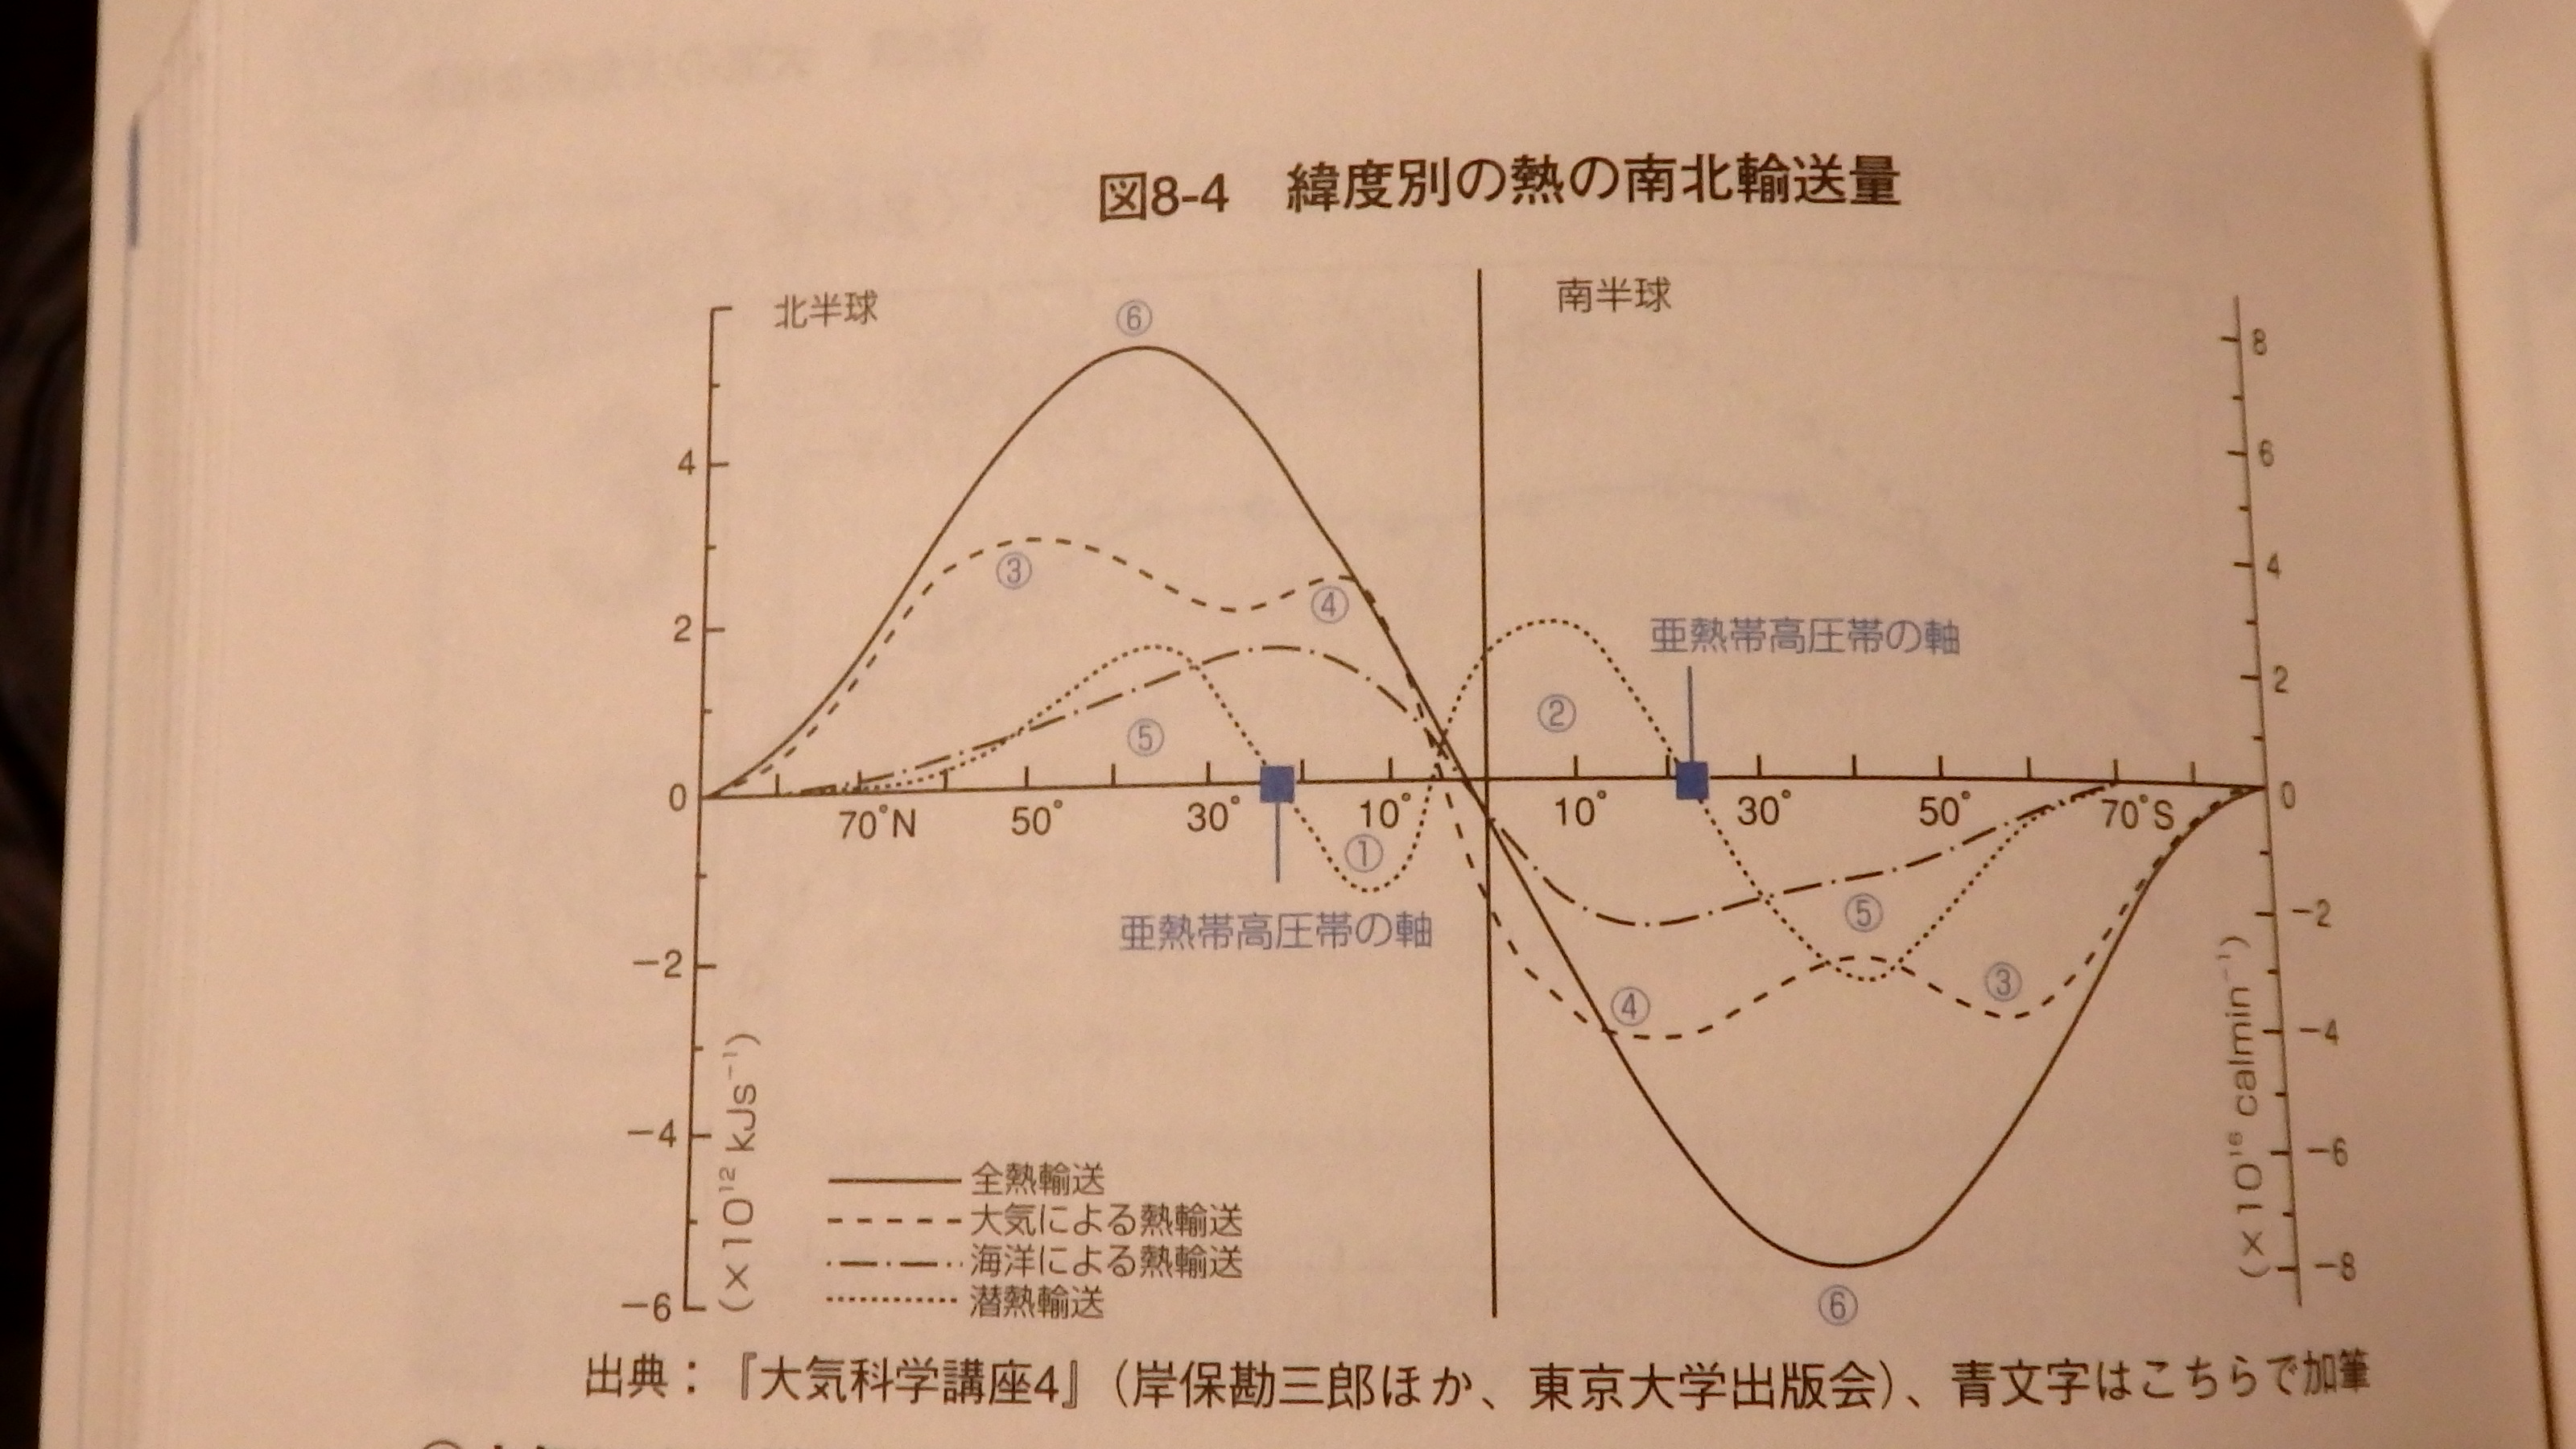 図8-4 緯度別の熱の南北輸送量
北半球
南半球
⑥
8
6
4
③
④
4
2
亜熱帯高圧帯の軸
2
⑤
②
0
70°N
50°
30°
10°
10°
30°
50°
70°S
0
①
亜熱帯高圧帯の軸
⑤
-2
-2
④
③
-4
-4
-6
-6
-8
(×10¹² kJs⁻¹)
(×10¹⁶ calmin⁻¹)
⑥
全熱輸送
大気による熱輸送
海洋による熱輸送
潜熱輸送
出典：『大気科学講座4』（岸保勘三郎ほか、東京大学出版会）、青文字はこちらで加筆